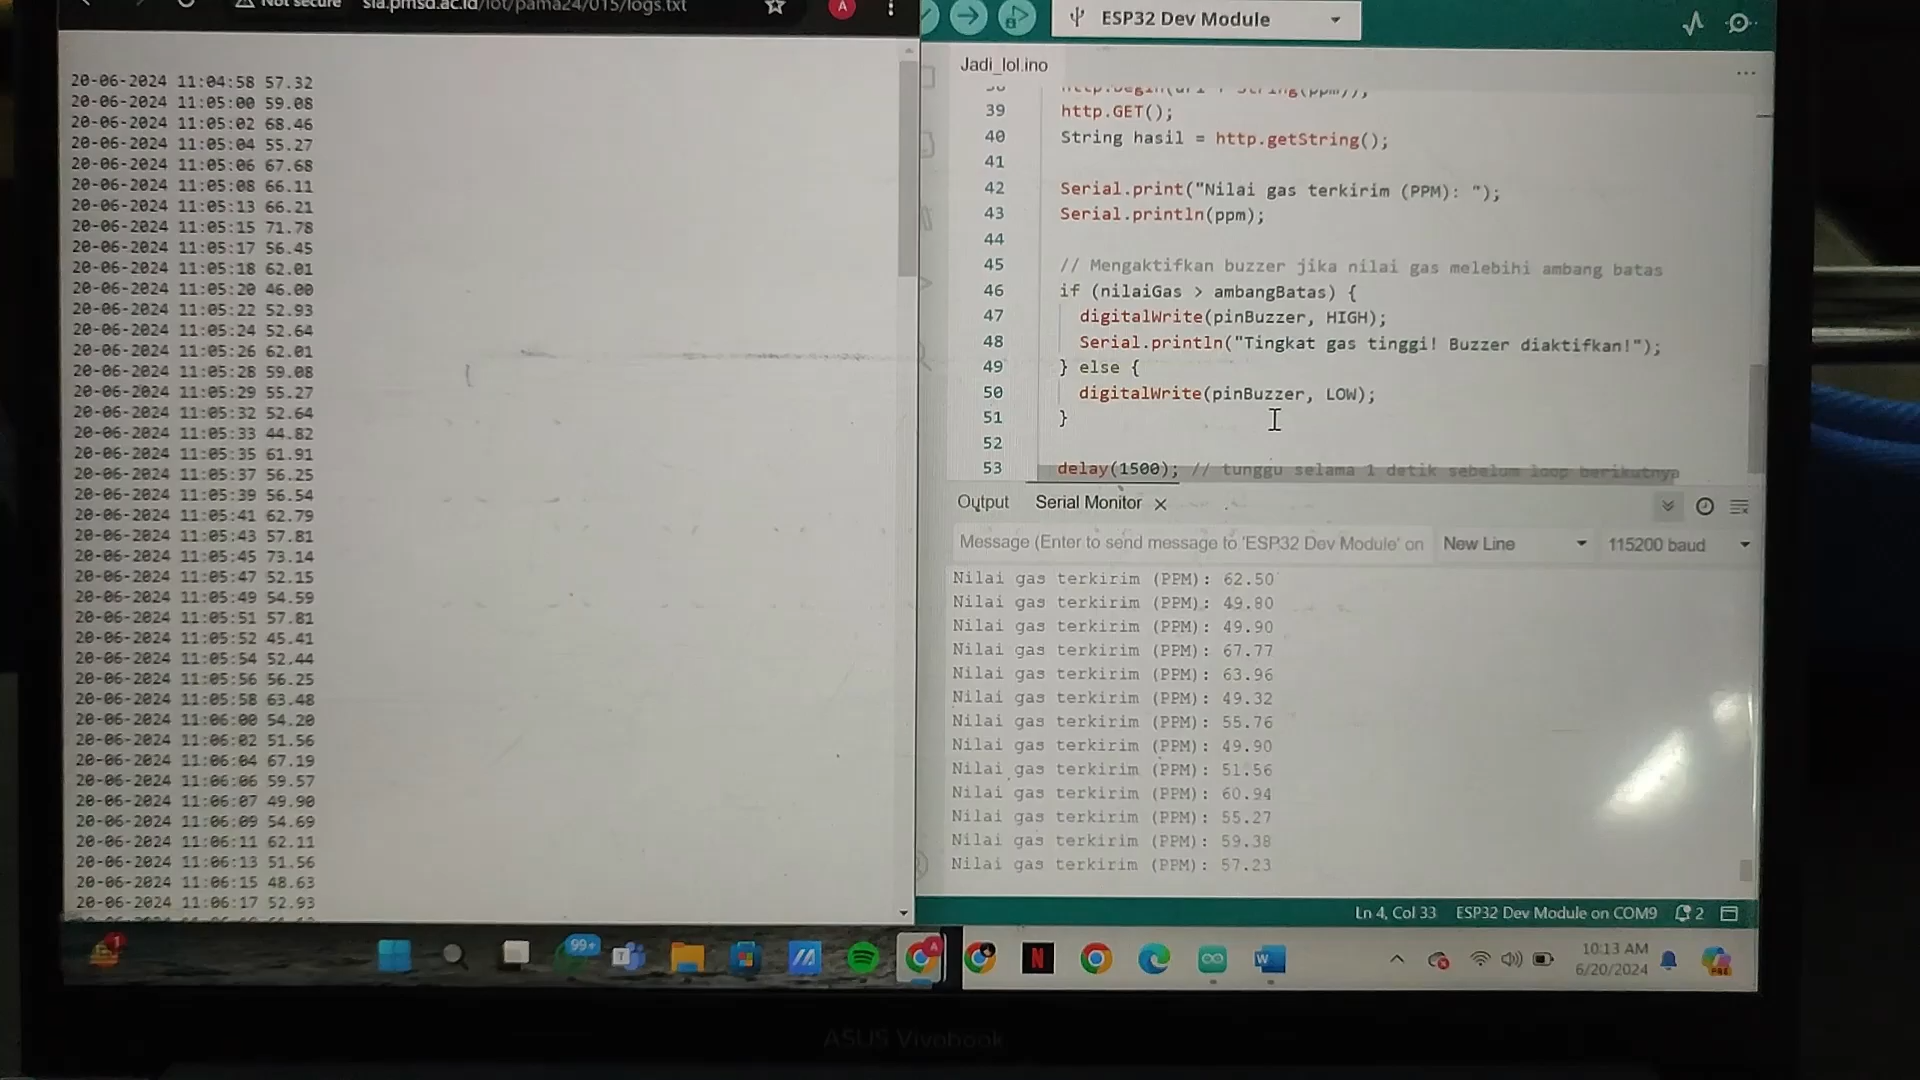 Not secure
sia.pmsd.ac.id/iot/pama24/015/logs.txt
A
20-06-2024 11:04:58 57.32
20-06-2024 11:05:00 59.08
20-06-2024 11:05:02 68.46
20-06-2024 11:05:04 55.27
20-06-2024 11:05:06 67.68
20-06-2024 11:05:08 66.11
20-06-2024 11:05:13 66.21
20-06-2024 11:05:15 71.78
20-06-2024 11:05:17 56.45
20-06-2024 11:05:18 62.01
20-06-2024 11:05:20 46.00
20-06-2024 11:05:22 52.93
20-06-2024 11:05:24 52.64
20-06-2024 11:05:26 62.01
20-06-2024 11:05:28 59.08
20-06-2024 11:05:29 55.27
20-06-2024 11:05:32 52.64
20-06-2024 11:05:33 44.82
20-06-2024 11:05:35 61.91
20-06-2024 11:05:37 56.25
20-06-2024 11:05:39 56.54
20-06-2024 11:05:41 62.79
20-06-2024 11:05:43 57.81
20-06-2024 11:05:45 73.14
20-06-2024 11:05:47 52.15
20-06-2024 11:05:49 54.59
20-06-2024 11:05:51 57.81
20-06-2024 11:05:52 45.41
20-06-2024 11:05:54 52.44
20-06-2024 11:05:56 56.25
20-06-2024 11:05:58 63.48
20-06-2024 11:06:00 54.20
20-06-2024 11:06:02 51.56
20-06-2024 11:06:04 67.19
20-06-2024 11:06:06 59.57
20-06-2024 11:06:07 49.90
20-06-2024 11:06:09 54.69
20-06-2024 11:06:11 62.11
20-06-2024 11:06:13 51.56
20-06-2024 11:06:15 48.63
20-06-2024 11:06:17 52.93
ESP32 Dev Module
Jadi_lol.ino
39 http.GET();
40 String hasil = http.getString();
41
42 Serial.print("Nilai gas terkirim (PPM): ");
43 Serial.println(ppm);
44
45 // Mengaktifkan buzzer jika nilai gas melebihi ambang batas
46 if (nilaiGas > ambangBatas) {
47 digitalWrite(pinBuzzer, HIGH);
48 Serial.println("Tingkat gas tinggi! Buzzer diaktifkan!");
49 } else {
50 digitalWrite(pinBuzzer, LOW);
51 }
52
53 delay(1500); // tunggu selama 1 detik sebelum loop berikutnya
Output Serial Monitor
Message (Enter to send message to 'ESP32 Dev Module' on New Line 115200 baud
Nilai gas terkirim (PPM): 62.50
Nilai gas terkirim (PPM): 49.80
Nilai gas terkirim (PPM): 49.90
Nilai gas terkirim (PPM): 67.77
Nilai gas terkirim (PPM): 63.96
Nilai gas terkirim (PPM): 49.32
Nilai gas terkirim (PPM): 55.76
Nilai gas terkirim (PPM): 49.90
Nilai gas terkirim (PPM): 51.56
Nilai gas terkirim (PPM): 60.94
Nilai gas terkirim (PPM): 55.27
Nilai gas terkirim (PPM): 59.38
Nilai gas terkirim (PPM): 57.23
Ln 4, Col 33 ESP32 Dev Module on COM9 2
1
99+
A
N
W
10:13 AM
6/20/2024
ASUS Vivobook